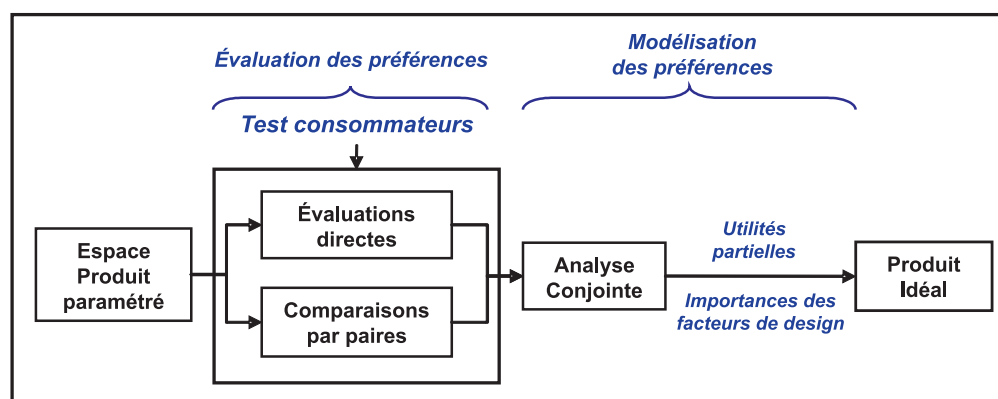 Évaluation des préférences
Modélisation
des préférences
Test consommateurs
Espace
Produit
paramétré
Évaluations
directes
Comparaisons
par paires
Analyse
Conjointe
Utilités
partielles
Importances des
facteurs de design
Produit
Idéal